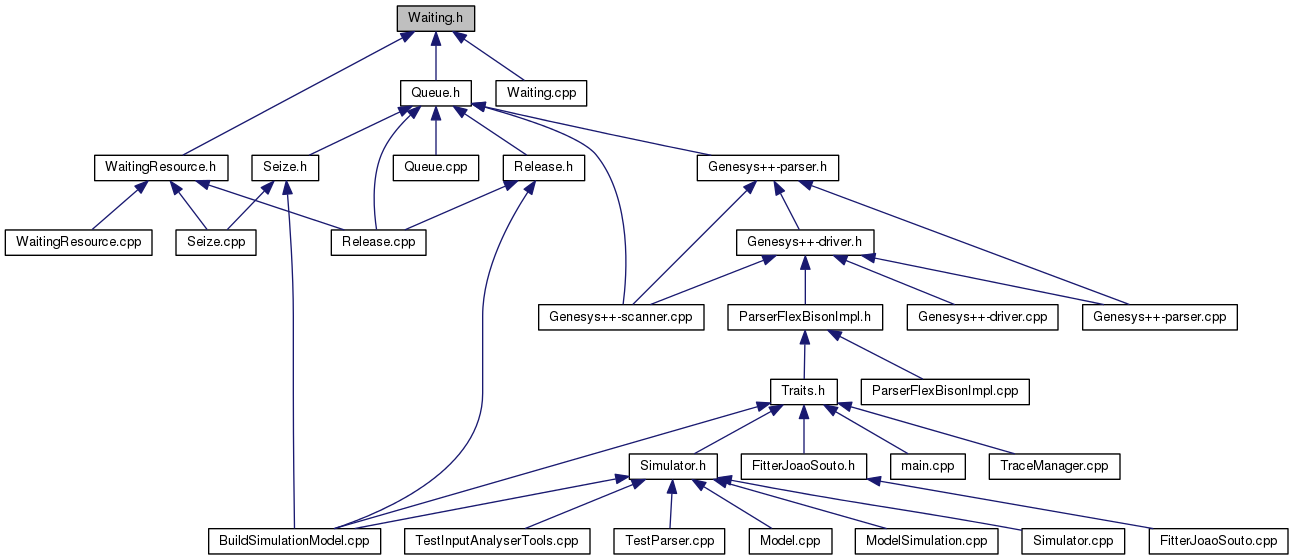 Waiting.h
Queue.h
Waiting.cpp
WaitingResource.h
Seize.h
Queue.cpp
Release.h
Genesys++-parser.h
WaitingResource.cpp
Seize.cpp
Release.cpp
Genesys++-driver.h
Genesys++-scanner.cpp
ParserFlexBisonImpl.h
Genesys++-driver.cpp
Genesys++-parser.cpp
Traits.h
ParserFlexBisonImpl.cpp
Simulator.h
FitterJoaoSouto.h
main.cpp
TraceManager.cpp
BuildSimulationModel.cpp
TestInputAnalyserTools.cpp
TestParser.cpp
Model.cpp
ModelSimulation.cpp
Simulator.cpp
FitterJoaoSouto.cpp